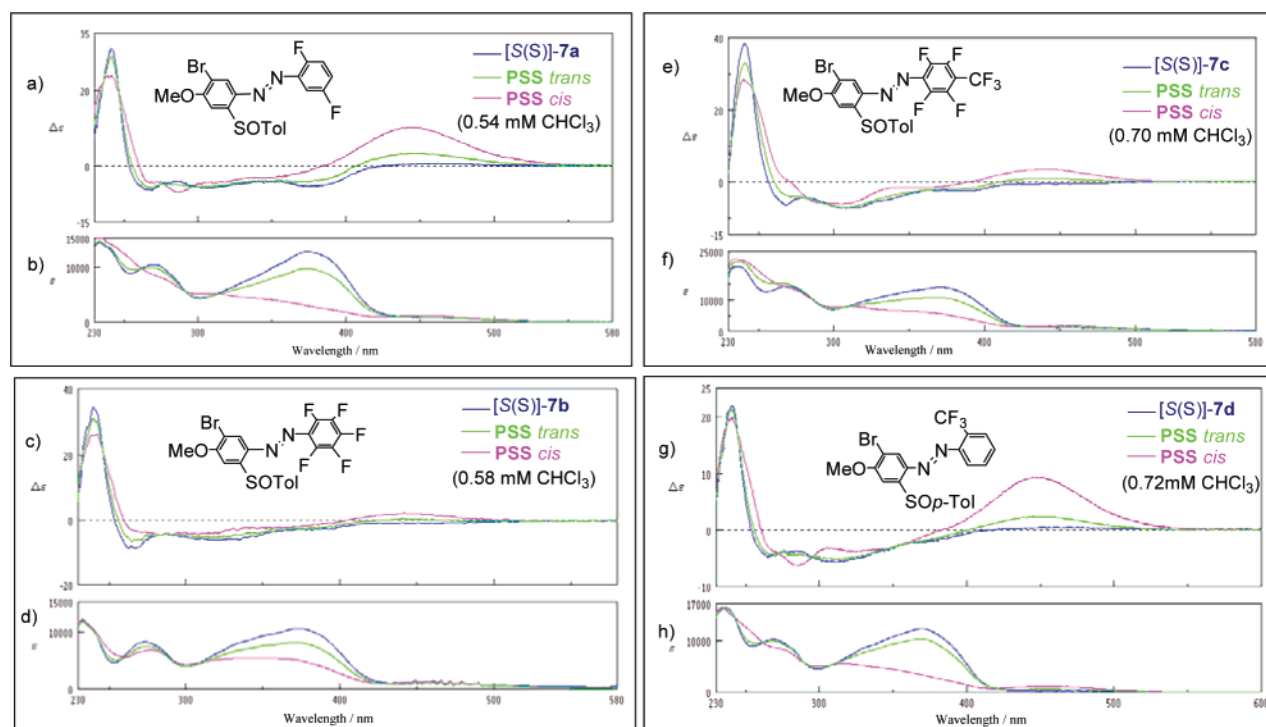 a)
35
20
0
-15
Δε
Br
MeO
N
N
F
F
SOTol
[S(S)]-7a
PSS trans
PSS cis
(0.54 mM CHCl3)
b)
15000
10000
0
ε
230
300
400
500
580
Wavelength / nm
e)
40
20
0
-15
Δε
Br
MeO
N
N
F
F
F
F
CF3
SOTol
[S(S)]-7c
PSS trans
PSS cis
(0.70 mM CHCl3)
f)
25000
10000
0
ε
230
300
400
500
Wavelength / nm
c)
40
20
0
-20
Δε
Br
MeO
N
N
F
F
F
F
F
SOTol
[S(S)]-7b
PSS trans
PSS cis
(0.58 mM CHCl3)
d)
15000
10000
0
ε
230
300
400
500
580
Wavelength / nm
g)
25
20
10
0
-10
Δε
Br
MeO
N
N
CF3
SOp-Tol
[S(S)]-7d
PSS trans
PSS cis
(0.72mM CHCl3)
h)
17000
10000
0
ε
230
300
400
500
Wavelength / nm